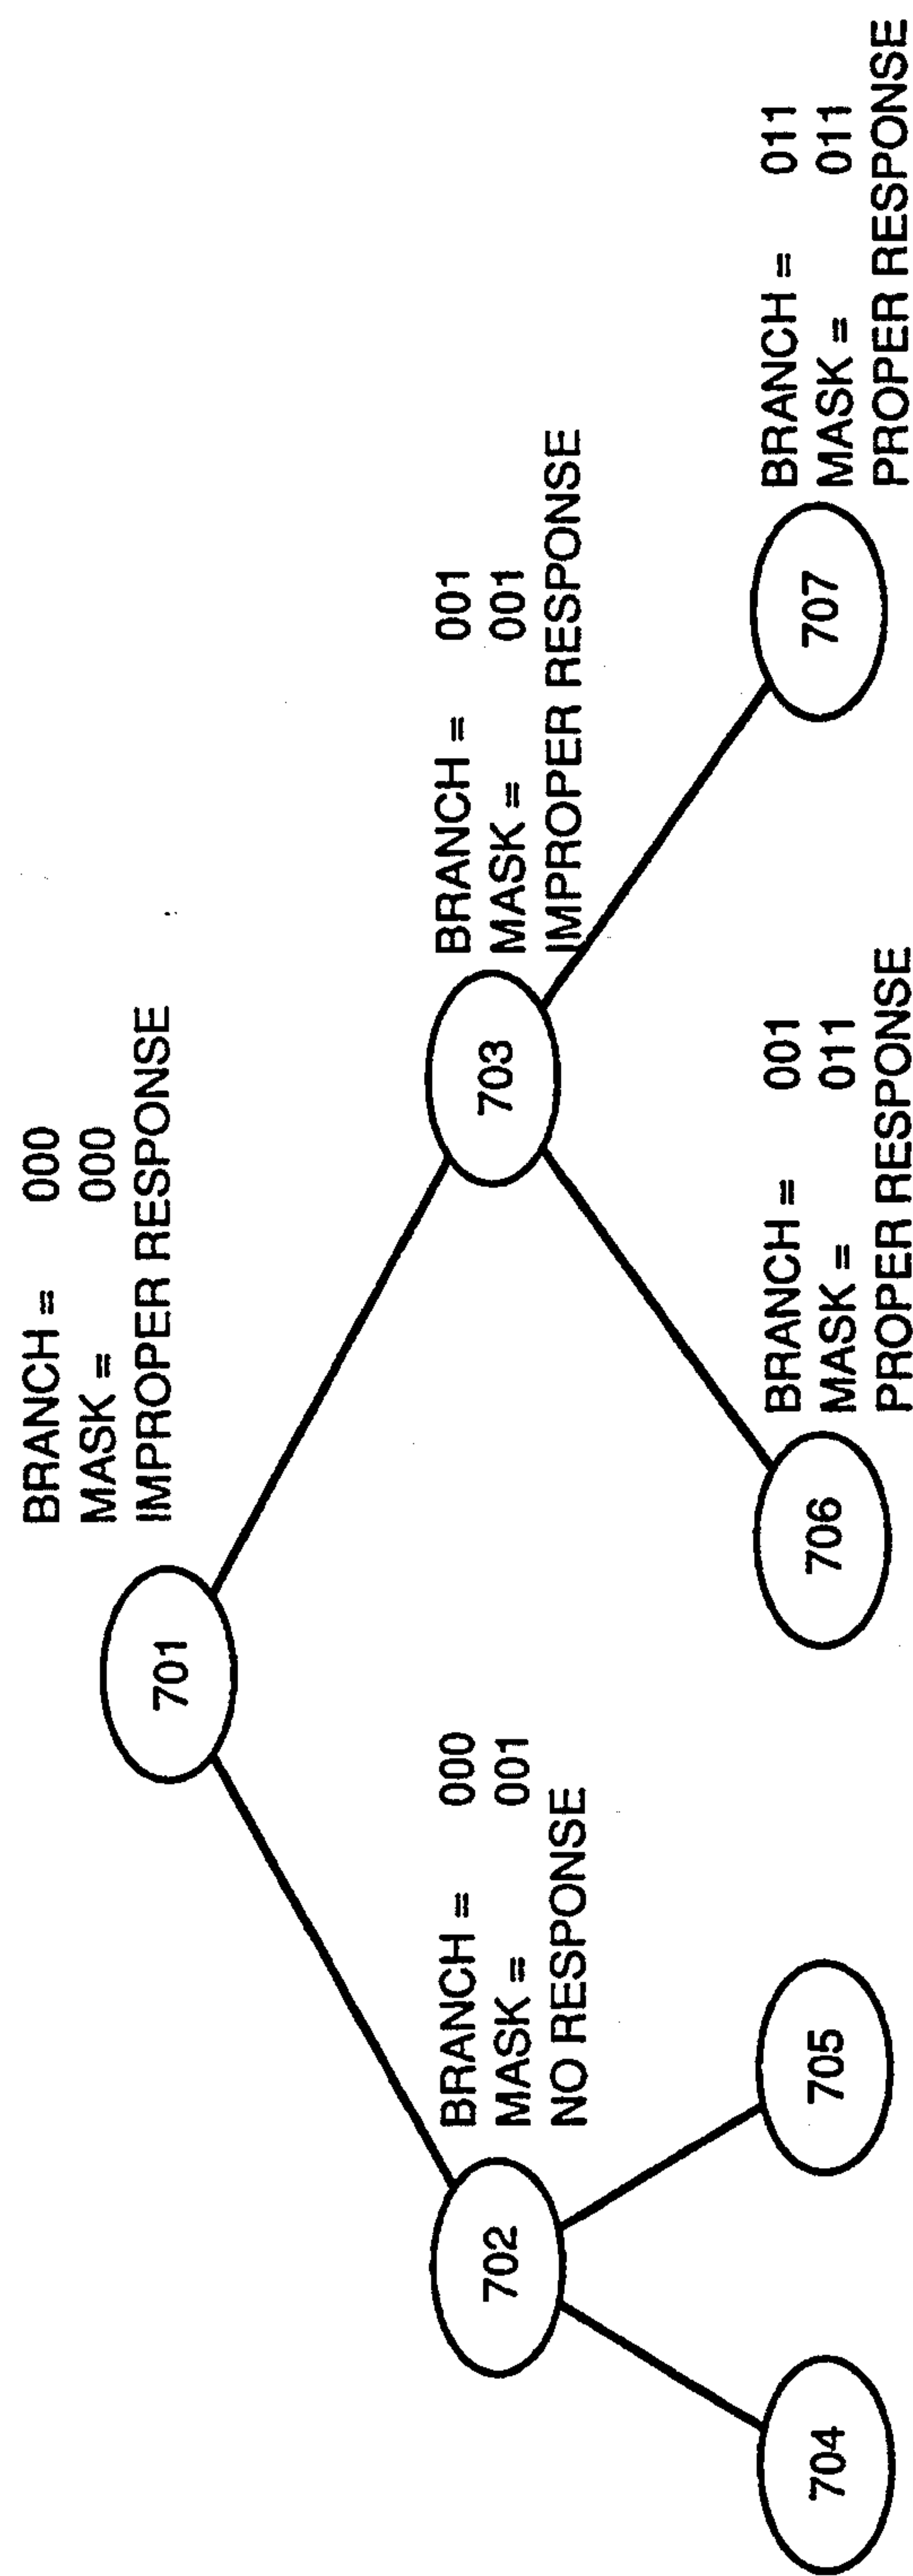 BRANCH = 000
MASK = 000
IMPROPER RESPONSE
701
BRANCH = 000
MASK = 001
NO RESPONSE
702
BRANCH = 001
MASK = 001
IMPROPER RESPONSE
703
704
705
BRANCH = 001
MASK = 011
PROPER RESPONSE
706
BRANCH = 011
MASK = 011
PROPER RESPONSE
707